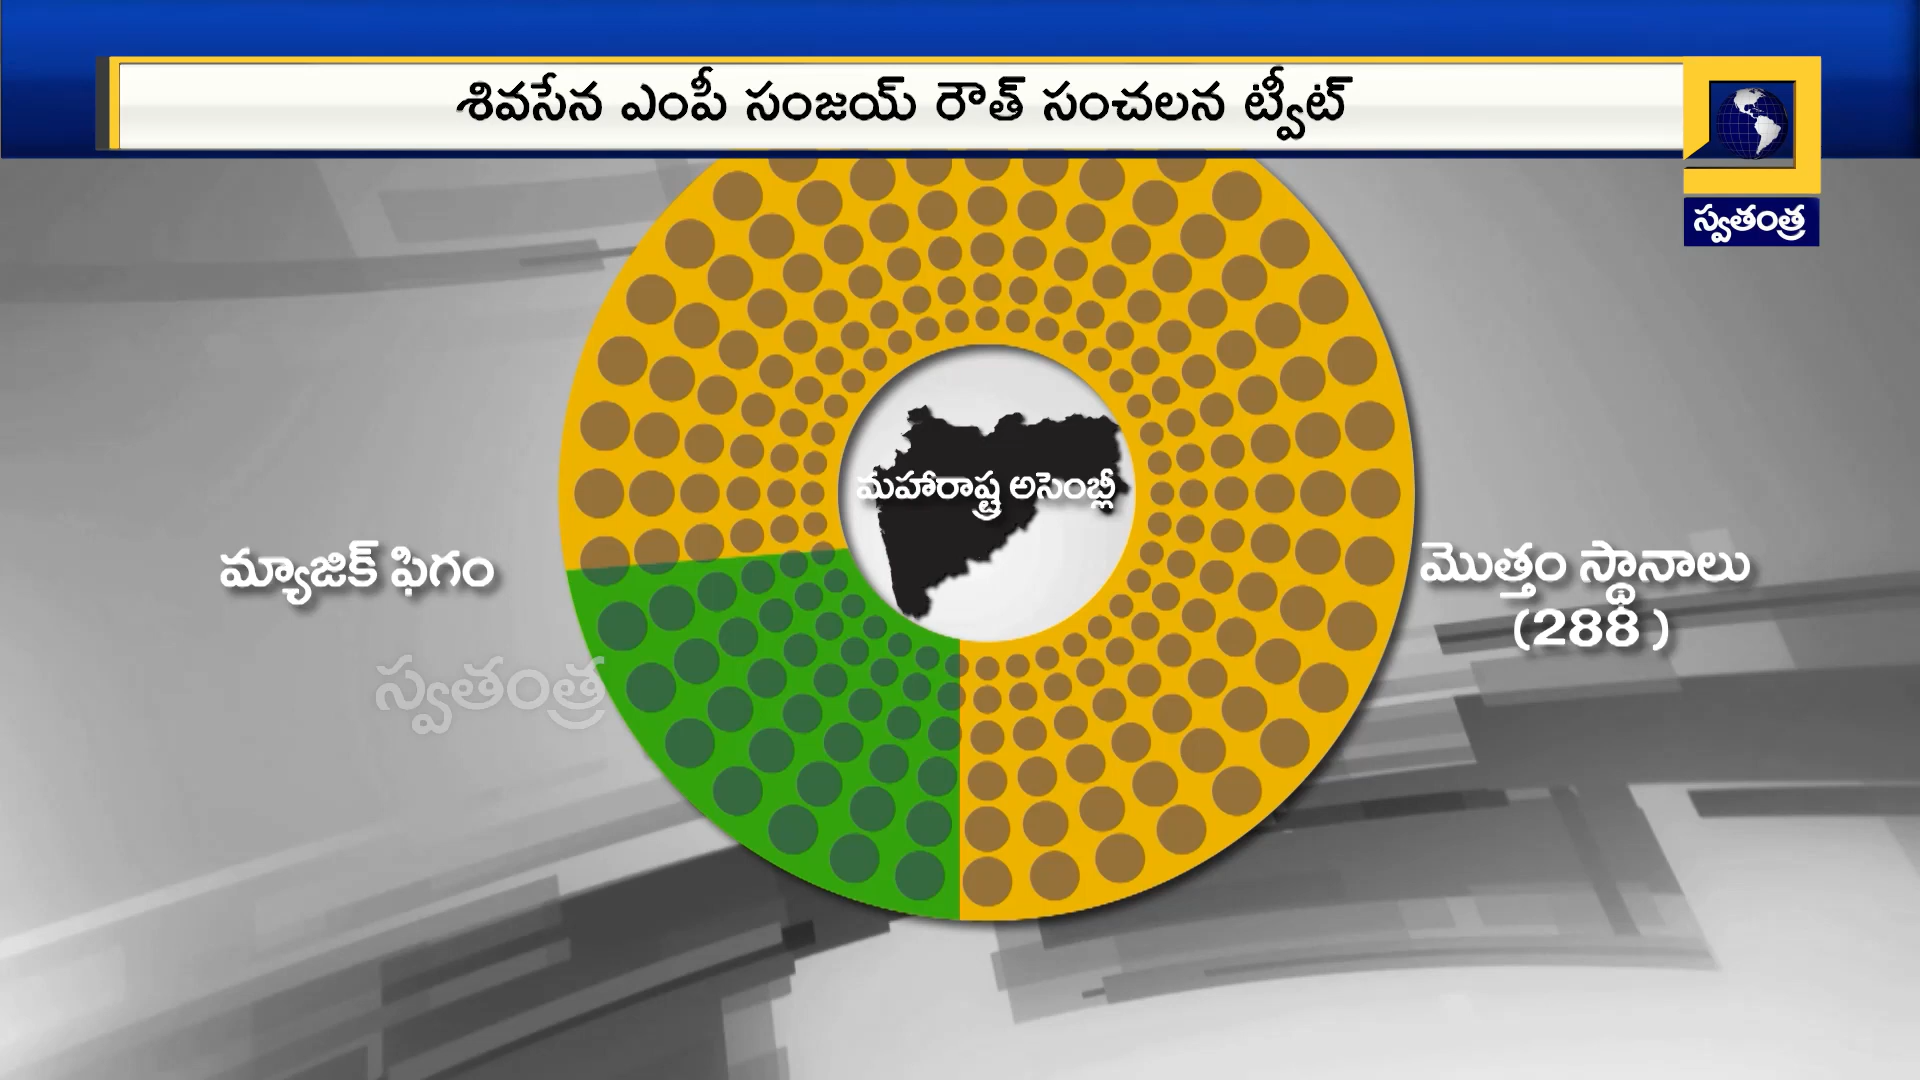 శివసేన ఎంపీ సంజయ్ రౌత్ సంచలన ట్వీట్
స్వతంత్ర
మహారాష్ట్ర అసెంబ్లీ
మ్యాజిక్ ఫిగం
మొత్తం స్థానాలు
(288 )
స్వతంత్ర